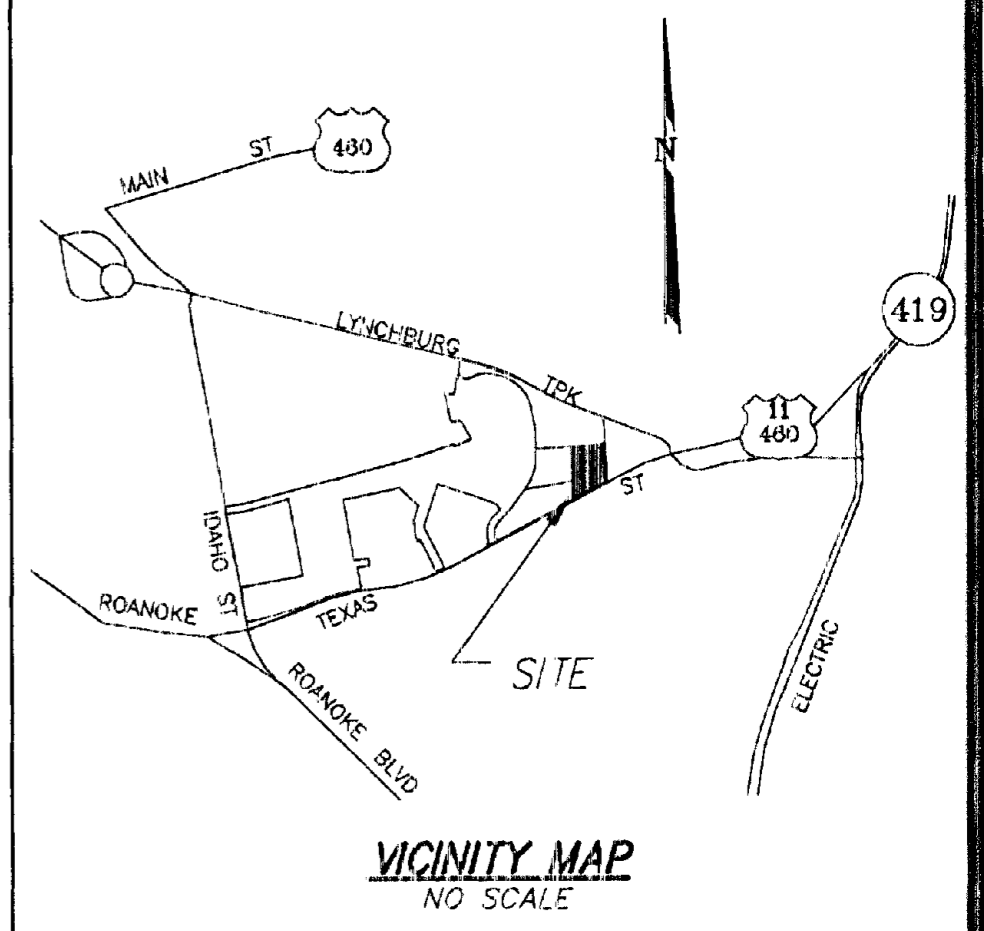 MAIN ST
460
N
419
LYNCHBURG TPK
11
460
ST
IDAHO ST
ROANOKE
TEXAS
SITE
ROANOKE BLVD
ELECTRIC
VICINITY MAP
NO SCALE